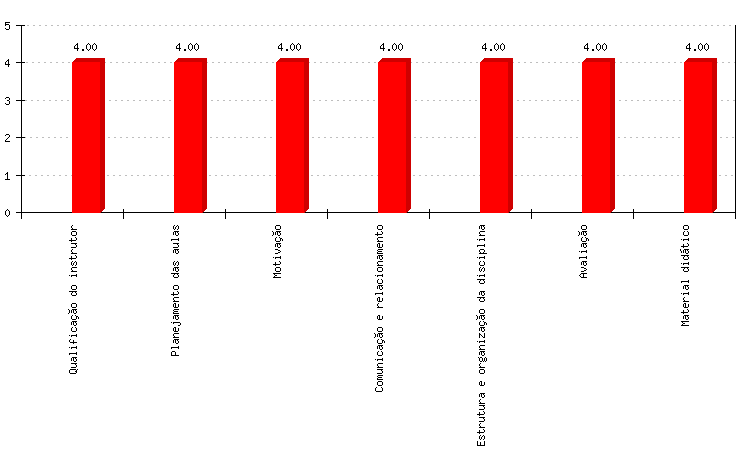 5
4.00 4.00 4.00 4.00 4.00 4.00 4.00
4
3
2
1
0
Qualificação do instrutor
Planejamento das aulas
Motivação
Comunicação e relacionamento
Estrutura e organização da disciplina
Avaliação
Material didático